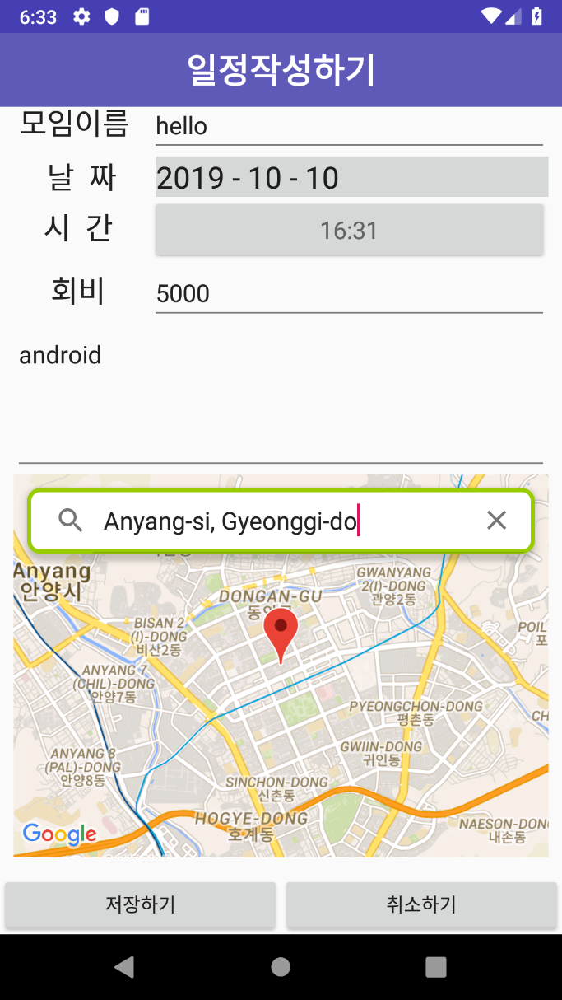 6:33
일정작성하기
모임이름 hello
날 짜 2019 - 10 - 10
시 간 16:31
회비 5000
android
Anyang-si, Gyeonggi-do
Anyang
안양시
GWANYANG
2(I)-DONG
관양2동
DONGAN-GU
BISAN 2
(I)-DONG
비산2동
POIL
포
ANYANG 7
(CHIL)-DONG
안양7동
PYEONGCHON-DONG
평촌동
CH
ANYANG 8
(PAL)-DONG
안양8동
GWIIN-DONG
귀인동
SINCHON-DONG
신촌동
HOGYE-DONG
호계동
NAESON-DON
내손동
Google
저장하기 취소하기